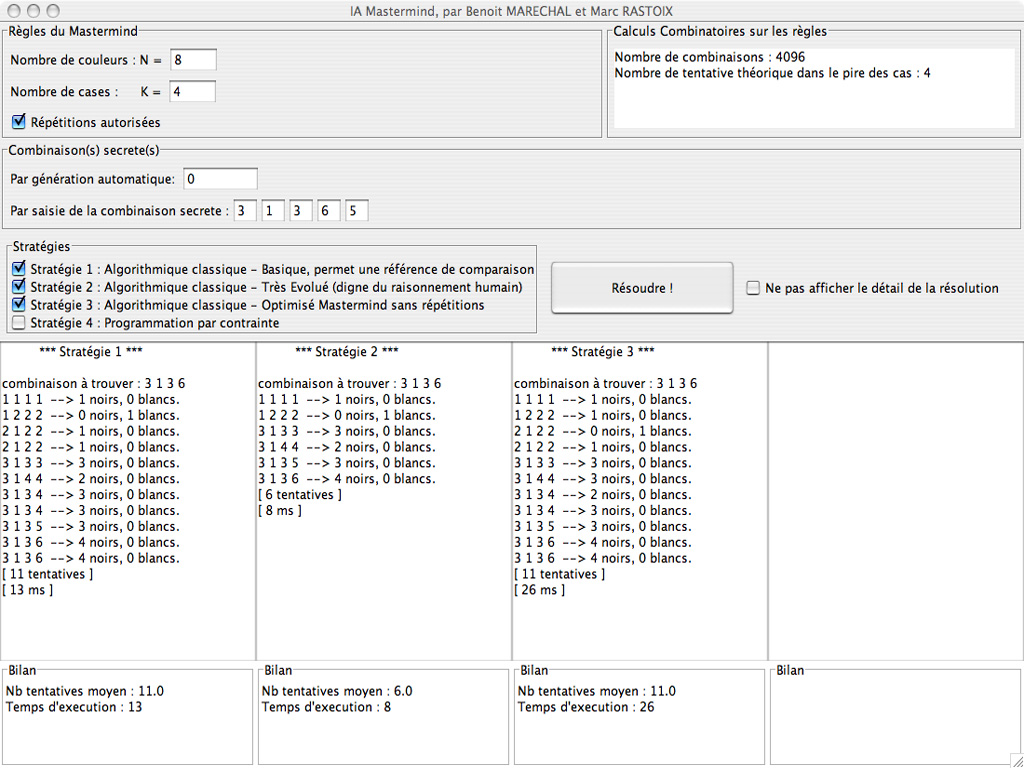 IA Mastermind, par Benoit MARECHAL et Marc RASTOIX
Règles du Mastermind
Nombre de couleurs : N = 8
Nombre de cases : K = 4
Répétitions autorisées
Calculs Combinatoires sur les règles
Nombre de combinaisons : 4096
Nombre de tentative théorique dans le pire des cas : 4
Combinaison(s) secrete(s)
Par génération automatique: 0
Par saisie de la combinaison secrete : 3 1 3 6 5
Stratégies
Stratégie 1 : Algorithmique classique - Basique, permet une référence de comparaison
Stratégie 2 : Algorithmique classique - Très Evolué (digne du raisonnement humain)
Stratégie 3 : Algorithmique classique - Optimisé Mastermind sans répétitions
Stratégie 4 : Programmation par contrainte
Résoudre !
Ne pas afficher le détail de la résolution
*** Stratégie 1 ***
combinaison à trouver : 3 1 3 6
1 1 1 1 --> 1 noirs, 0 blancs.
1 2 2 2 --> 0 noirs, 1 blancs.
2 1 2 2 --> 1 noirs, 0 blancs.
2 1 2 2 --> 1 noirs, 0 blancs.
3 1 3 3 --> 3 noirs, 0 blancs.
3 1 4 4 --> 2 noirs, 0 blancs.
3 1 3 4 --> 3 noirs, 0 blancs.
3 1 3 4 --> 3 noirs, 0 blancs.
3 1 3 5 --> 3 noirs, 0 blancs.
3 1 3 6 --> 4 noirs, 0 blancs.
3 1 3 6 --> 4 noirs, 0 blancs.
[ 11 tentatives ]
[ 13 ms ]
*** Stratégie 2 ***
combinaison à trouver : 3 1 3 6
1 1 1 1 --> 1 noirs, 0 blancs.
1 2 2 2 --> 0 noirs, 1 blancs.
3 1 3 3 --> 3 noirs, 0 blancs.
3 1 4 4 --> 2 noirs, 0 blancs.
3 1 3 5 --> 3 noirs, 0 blancs.
3 1 3 6 --> 4 noirs, 0 blancs.
[ 6 tentatives ]
[ 8 ms ]
*** Stratégie 3 ***
combinaison à trouver : 3 1 3 6
1 1 1 1 --> 1 noirs, 0 blancs.
1 2 2 2 --> 1 noirs, 0 blancs.
2 1 2 2 --> 0 noirs, 1 blancs.
2 1 2 2 --> 1 noirs, 0 blancs.
3 1 3 3 --> 3 noirs, 0 blancs.
3 1 4 4 --> 3 noirs, 0 blancs.
3 1 3 4 --> 2 noirs, 0 blancs.
3 1 3 4 --> 3 noirs, 0 blancs.
3 1 3 5 --> 3 noirs, 0 blancs.
3 1 3 6 --> 4 noirs, 0 blancs.
3 1 3 6 --> 4 noirs, 0 blancs.
[ 11 tentatives ]
[ 26 ms ]
Bilan
Nb tentatives moyen : 11.0
Temps d'execution : 13
Bilan
Nb tentatives moyen : 6.0
Temps d'execution : 8
Bilan
Nb tentatives moyen : 11.0
Temps d'execution : 26
Bilan